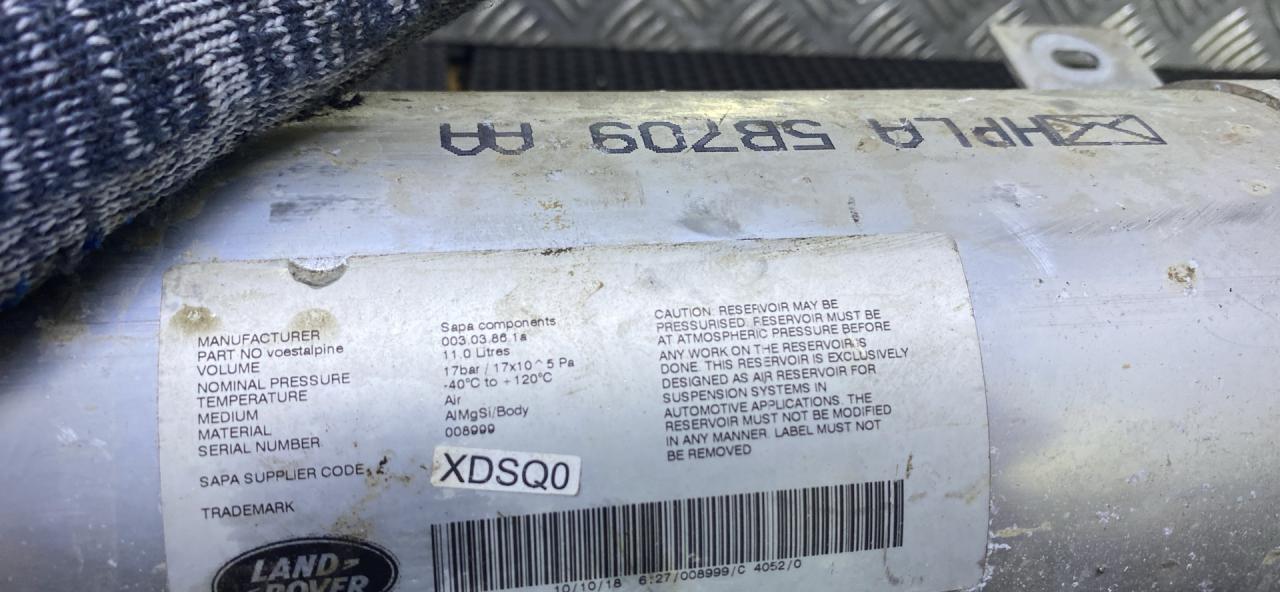 HPLA 5B709 AA
MANUFACTURER Sapa components
PART NO voestalpine 003.03.86.1a
VOLUME 11.0 Litres
NOMINAL PRESSURE 17bar / 17x10^5 Pa
TEMPERATURE -40°C to +120°C
MEDIUM Air
MATERIAL AlMgSi/Body
SERIAL NUMBER 008999
SAPA SUPPLIER CODE XDSQ0
TRADEMARK
LAND
ROVER
CAUTION: RESERVOIR MAY BE
PRESSURISED. RESERVOIR MUST BE
AT ATMOSPHERIC PRESSURE BEFORE
ANY WORK ON THE RESERVOIR IS
DONE. THIS RESERVOIR IS EXCLUSIVELY
DESIGNED AS AIR RESERVOIR FOR
SUSPENSION SYSTEMS IN
AUTOMOTIVE APPLICATIONS. THE
RESERVOIR MUST NOT BE MODIFIED
IN ANY MANNER. LABEL MUST NOT
BE REMOVED
10/10/18 6:27/008999/C 4052/0